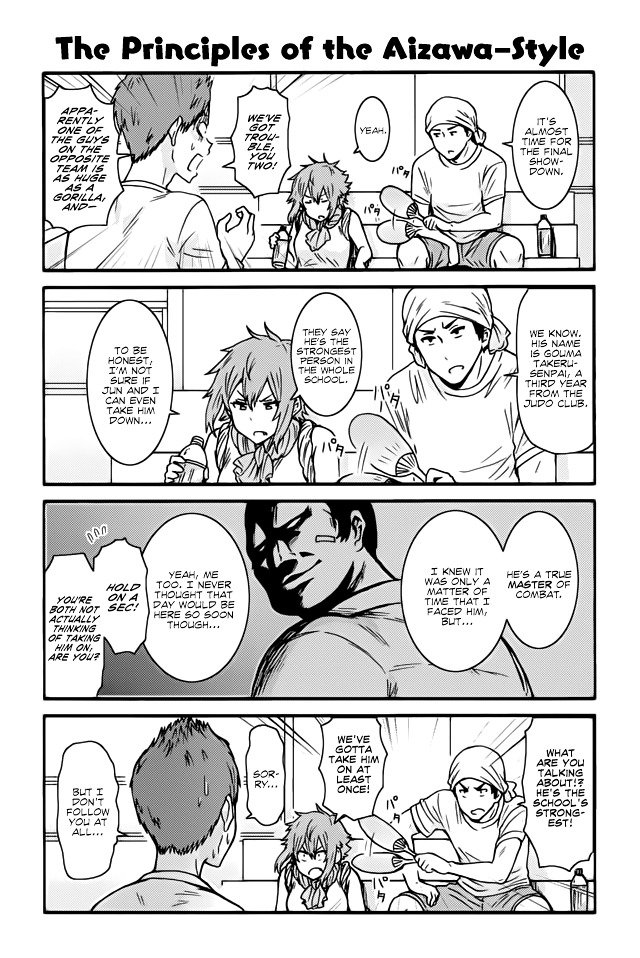 The Principles of the Aizawa-Style
IT'S
ALMOST
TIME FOR
THE FINAL
SHOW-
DOWN.
YEAH.
パタ
パタ
WE'VE
GOT
TROU-
BLE,
YOU
TWO!
APPA-
RENTLY
ONE OF
THE GUYS
ON THE
OPPOSITE
TEAM IS
AS HUGE
AS A
GORILLA,
AND—
WE KNOW.
HIS NAME
IS GOUMA
TAKERU-
SENPAI, A
THIRD YEAR
FROM THE
JUDO CLUB.
パタ
THEY SAY
HE'S THE
STRONGEST
PERSON IN
THE WHOLE
SCHOOL.
TO BE
HONEST,
I'M NOT
SURE IF
JUN AND I
CAN EVEN
TAKE HIM
DOWN...
HE'S A TRUE
MASTER OF
COMBAT.
I KNEW IT
WAS ONLY A
MATTER OF
TIME THAT I
FACED HIM,
BUT...
YEAH, ME
TOO. I NEVER
THOUGHT THAT
DAY WOULD BE
HERE SO SOON
THOUGH...
HOLD
ON A
SEC!
YOU'RE
BOTH NOT
ACTUALLY
THINKING
OF TAKING
HIM ON,
ARE YOU?
WHAT
ARE YOU
TALKING
ABOUT!?
HE'S THE
SCHOOL'S
STRONG-
EST!
パタ
WE'VE
GOTTA
TAKE HIM
ON AT
LEAST
ONCE!
SOR-
RY...
BUT I
DON'T
FOLLOW
YOU AT
ALL...